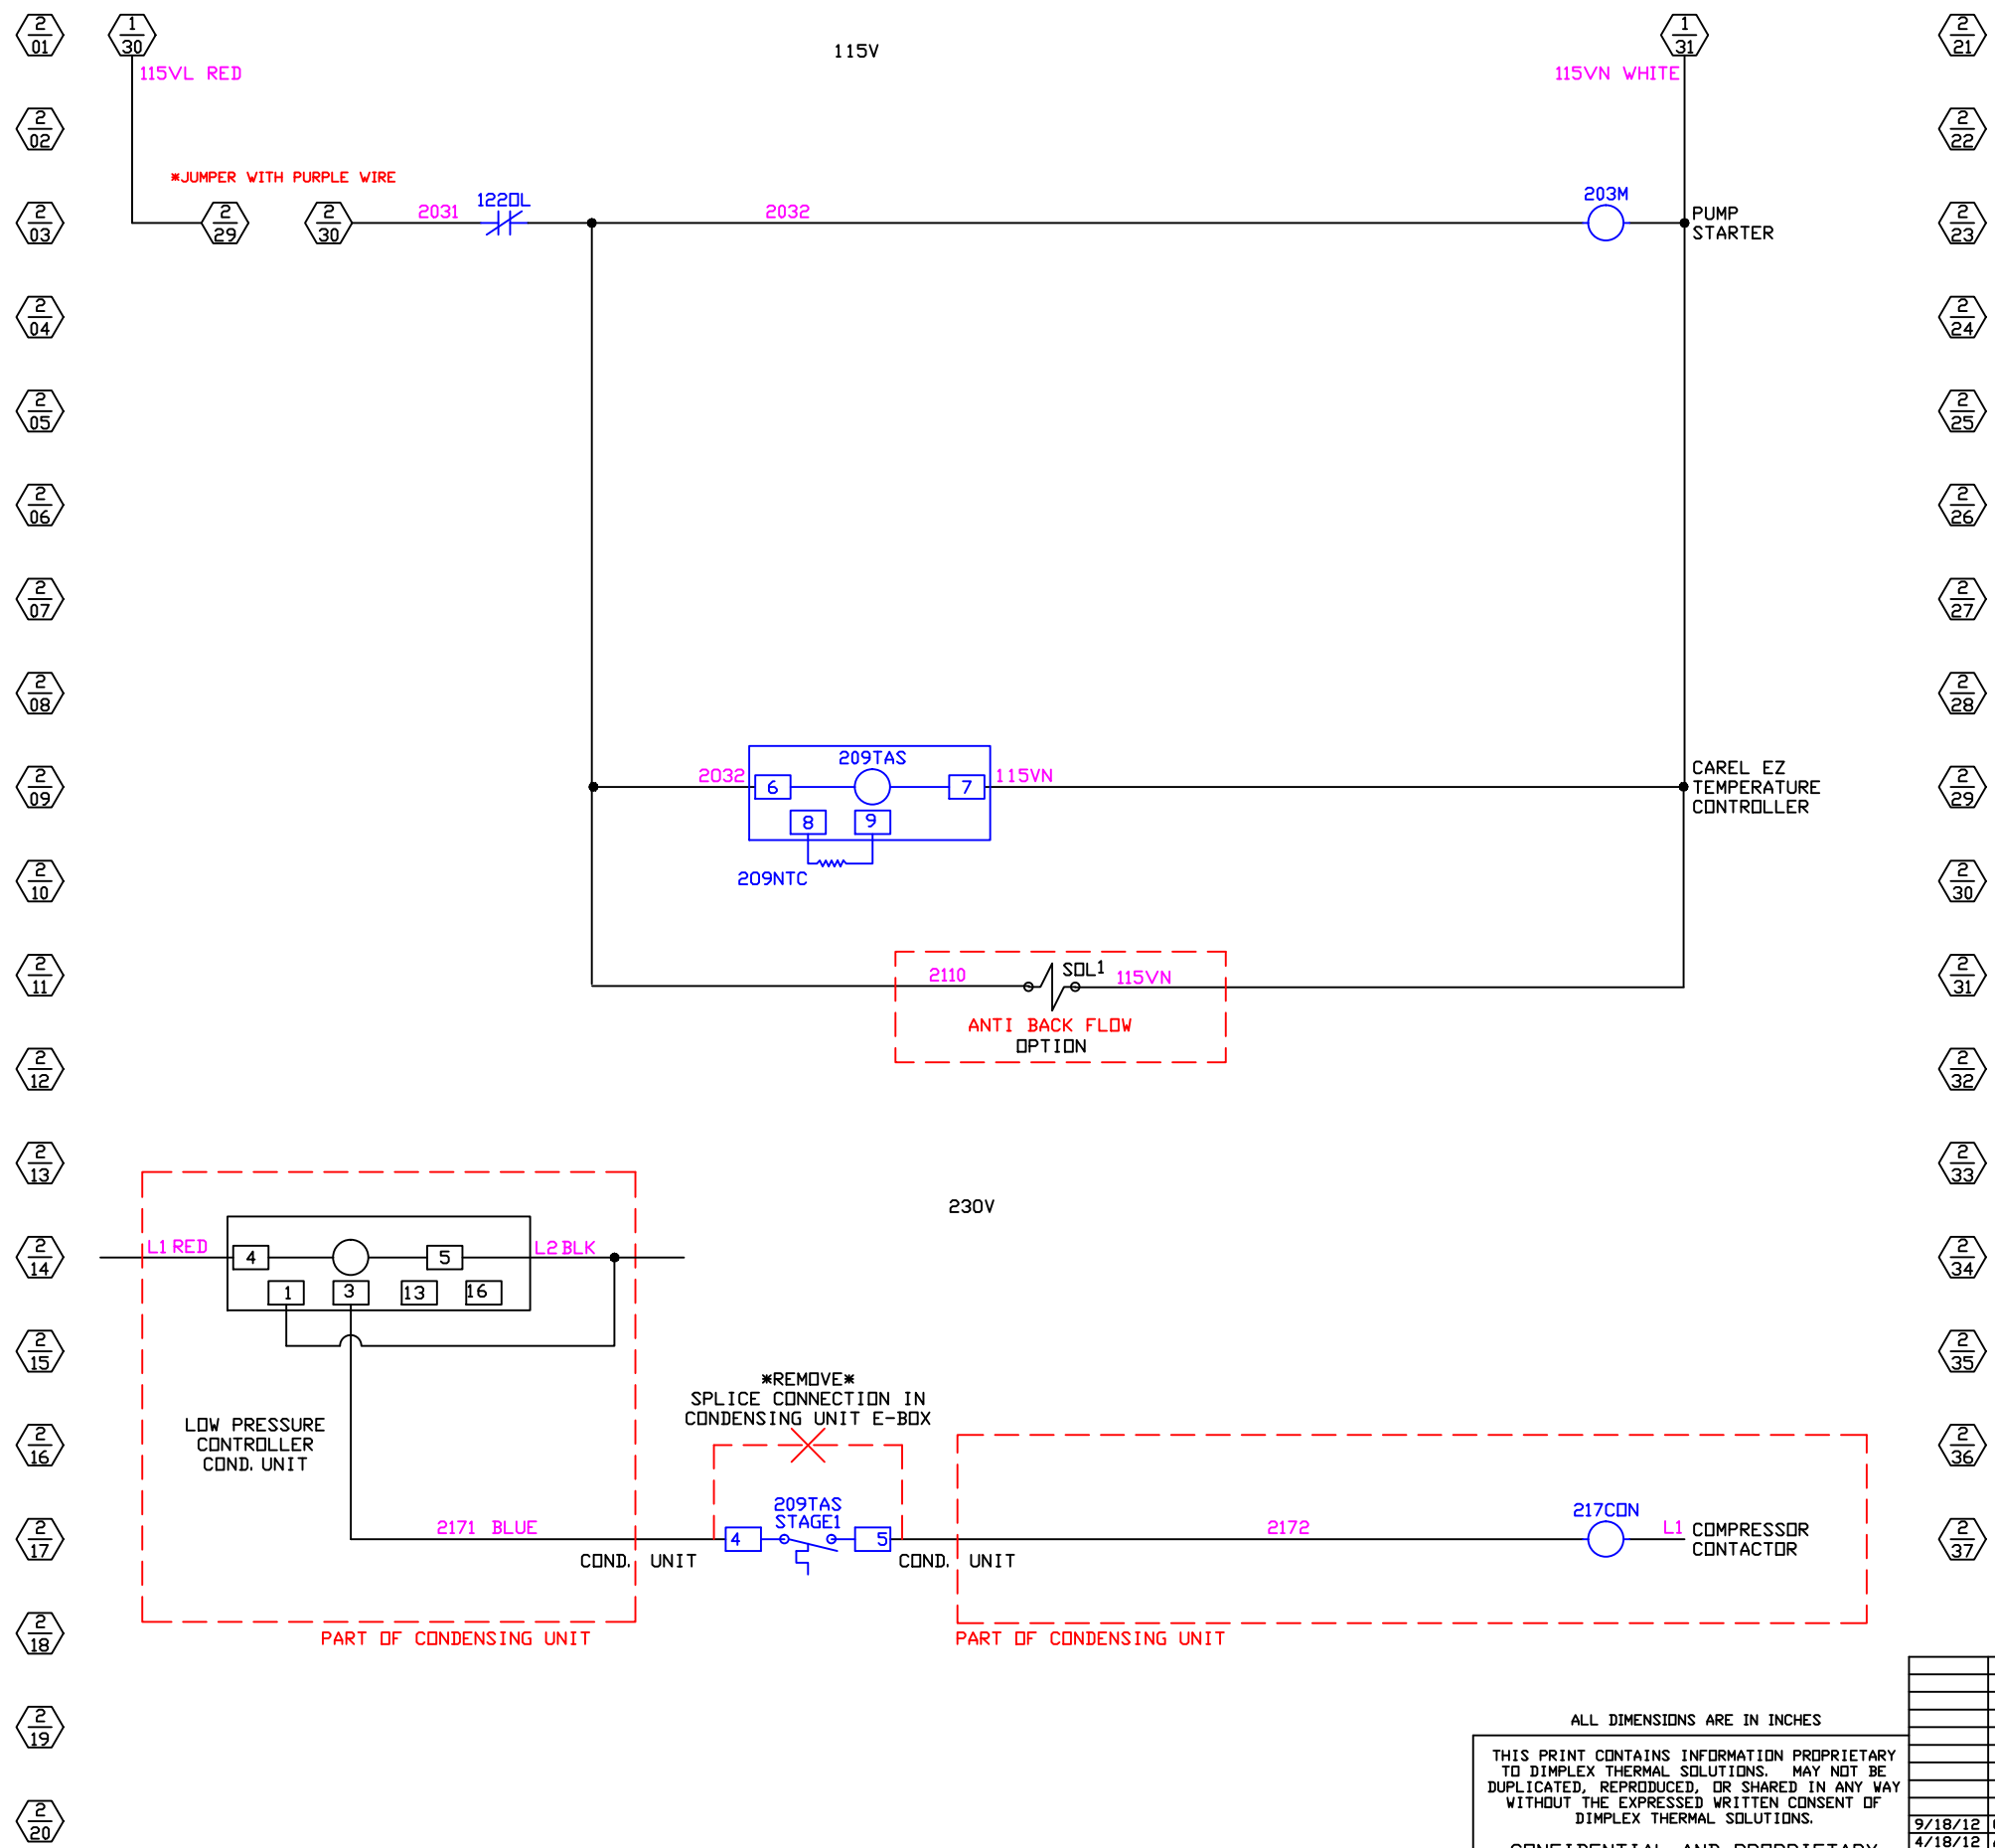 2 01
1 30
115V
1 31
2 21
115VL RED
115VN WHITE
2 02
2 22
*JUMPER WITH PURPLE WIRE
2 03
2 29
2 30
2031
122OL
2032
203M
PUMP
STARTER
2 23
2 04
2 24
2 05
2 25
2 06
2 26
2 07
2 27
2 08
2 28
2 09
2032
209TAS
6
7
8
9
115VN
CAREL EZ
TEMPERATURE
CONTROLLER
2 29
209NTC
2 10
2 30
2 11
2110
SOL1
115VN
2 31
ANTI BACK FLOW
OPTION
2 12
2 32
2 13
2 33
230V
2 14
L1 RED
4
5
L2 BLK
1
3
13
16
2 34
2 15
2 35
*REMOVE*
SPLICE CONNECTION IN
CONDENSING UNIT E-BOX
LOW PRESSURE
CONTROLLER
COND. UNIT
2 16
2 36
209TAS
STAGE1
2 17
2171 BLUE
4
5
2172
217CON
L1
COMPRESSOR
CONTACTOR
2 37
COND. UNIT
COND. UNIT
2 18
PART OF CONDENSING UNIT
PART OF CONDENSING UNIT
2 19
ALL DIMENSIONS ARE IN INCHES
THIS PRINT CONTAINS INFORMATION PROPRIETARY
TO DIMPLEX THERMAL SOLUTIONS. MAY NOT BE
DUPLICATED, REPRODUCED, OR SHARED IN ANY WAY
WITHOUT THE EXPRESSED WRITTEN CONSENT OF
DIMPLEX THERMAL SOLUTIONS.
2 20
9/18/12
4/18/12
CONFIDENTIAL AND PROPRIETARY